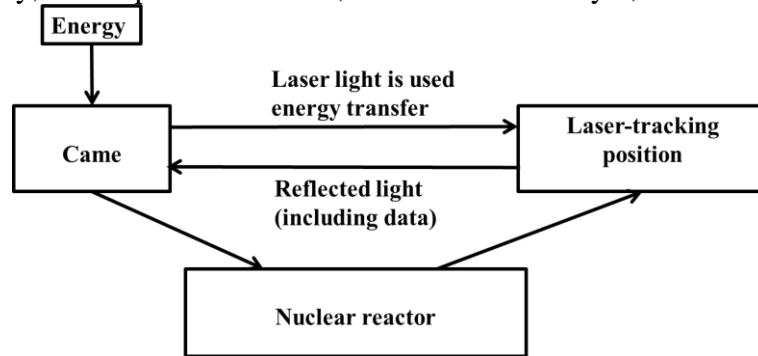 Energy
Laser light is used
energy transfer
Came
Laser-tracking
position
Reflected light
(including data)
Nuclear reactor